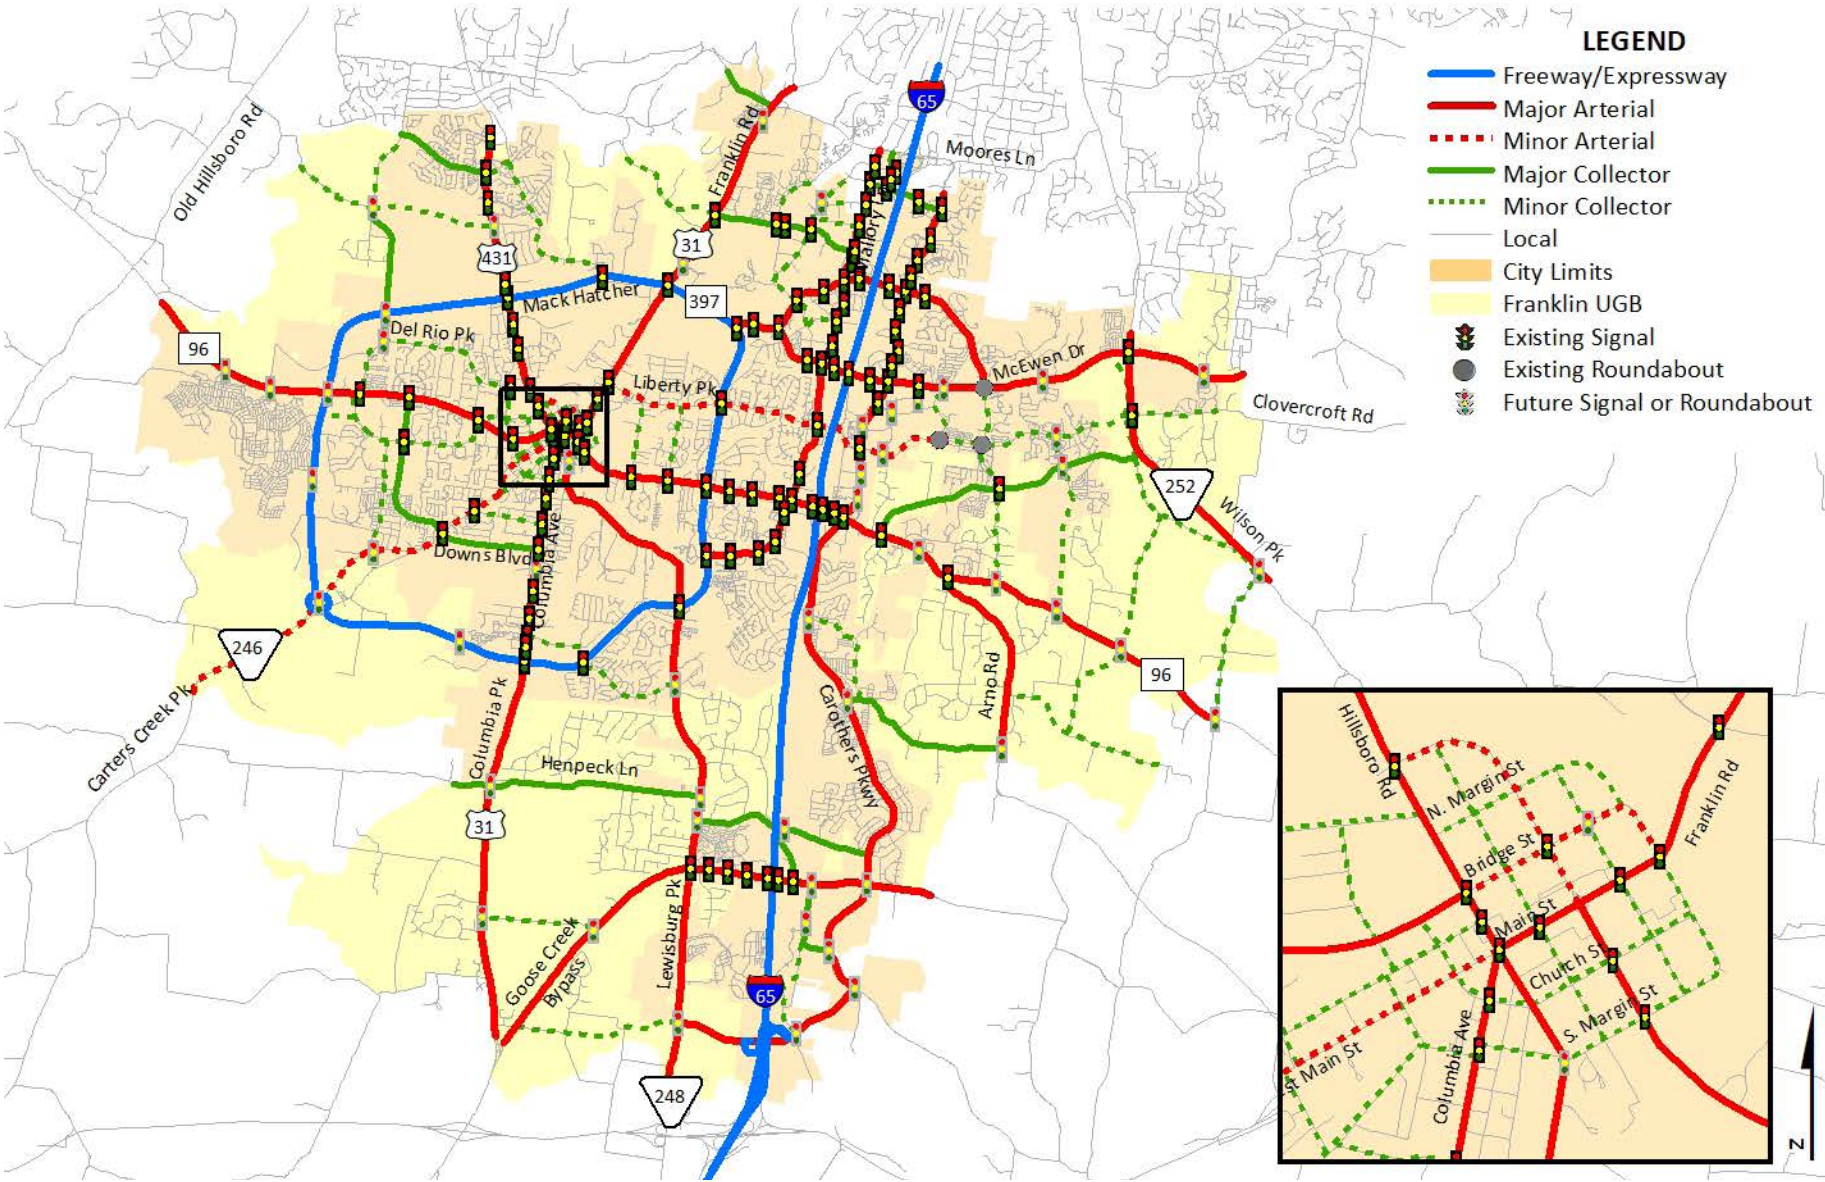 LEGEND
Freeway/Expressway
Major Arterial
Minor Arterial
Major Collector
Minor Collector
Local
City Limits
Franklin UGB
Existing Signal
Existing Roundabout
Future Signal or Roundabout
65
Moores Ln
Old Hillsboro Rd
Franklin Rd
Mallory
31
431
Mack Hatcher
397
Del Rio Pk
96
McEwen Dr
Liberty Pk
Clovercroft Rd
252
Wilson Pk
Downs Blvd
Columbia Ave
246
96
Arno Rd
Carters Creek Pk
Columbia Pk
Carothers Pkwy
Henpeck Ln
31
Goose Creek
Bypass
Lewisburg Pk
65
248
Hillsboro Rd
N. Margin St
Franklin Rd
Bridge St
Main St
Church St
S. Margin St
st Main St
Columbia Ave
N